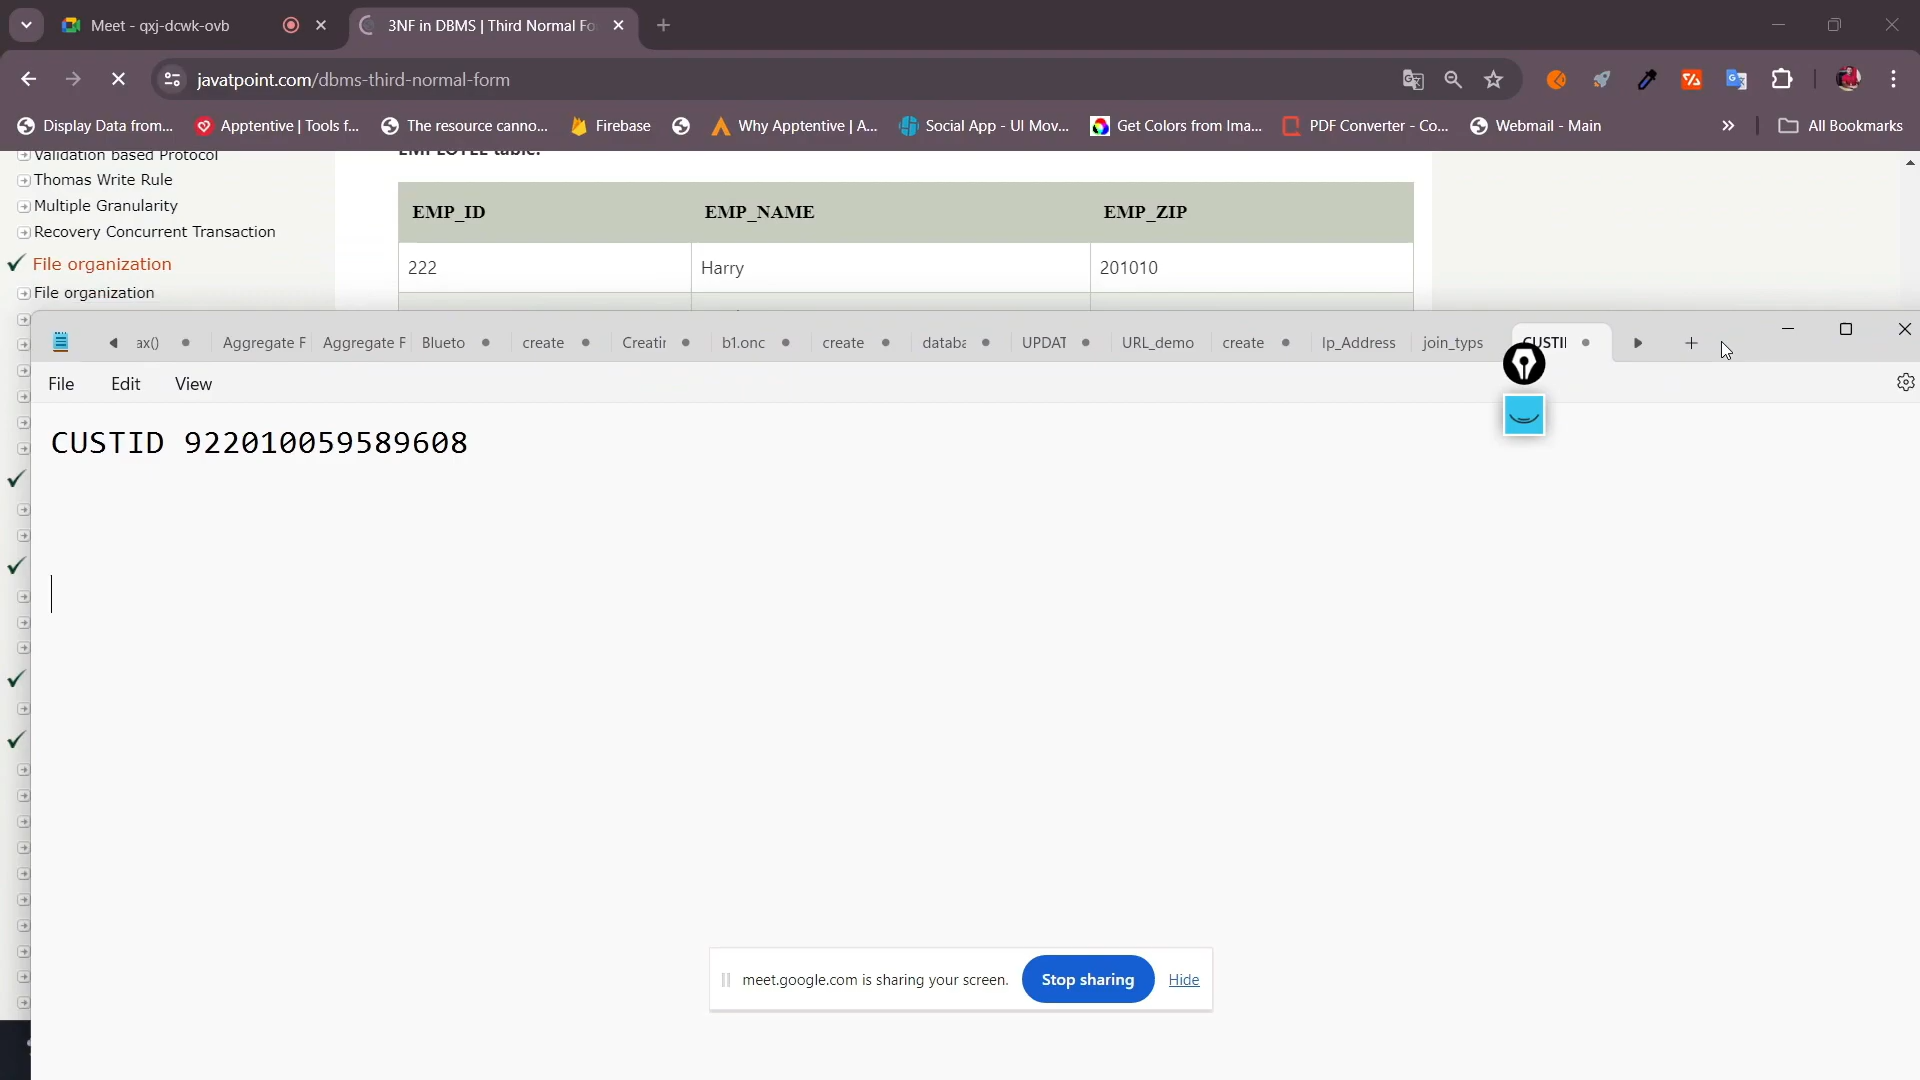 Meet - qxj-dcwk-ovb
3NF in DBMS | Third Normal Fo
javatpoint.com/dbms-third-normal-form
Display Data from...
Apptentive | Tools f...
The resource canno...
Firebase
Why Apptentive | A...
Social App - UI Mov...
Get Colors from Ima...
PDF Converter - Co...
Webmail - Main
All Bookmarks
Validation based Protocol
Thomas Write Rule
Multiple Granularity
Recovery Concurrent Transaction
File organization
File organization
EMPLOYEE table:
EMP_ID EMP_NAME EMP_ZIP
222 Harry 201010
ax()
Aggregate F
Aggregate F
Blueto
create
Creatir
b1.onc
create
databa
UPDAT
URL_demo
create
Ip_Address
join_typs
CUSTII
File Edit View
CUSTID 922010059589608
meet.google.com is sharing your screen.
Stop sharing
Hide